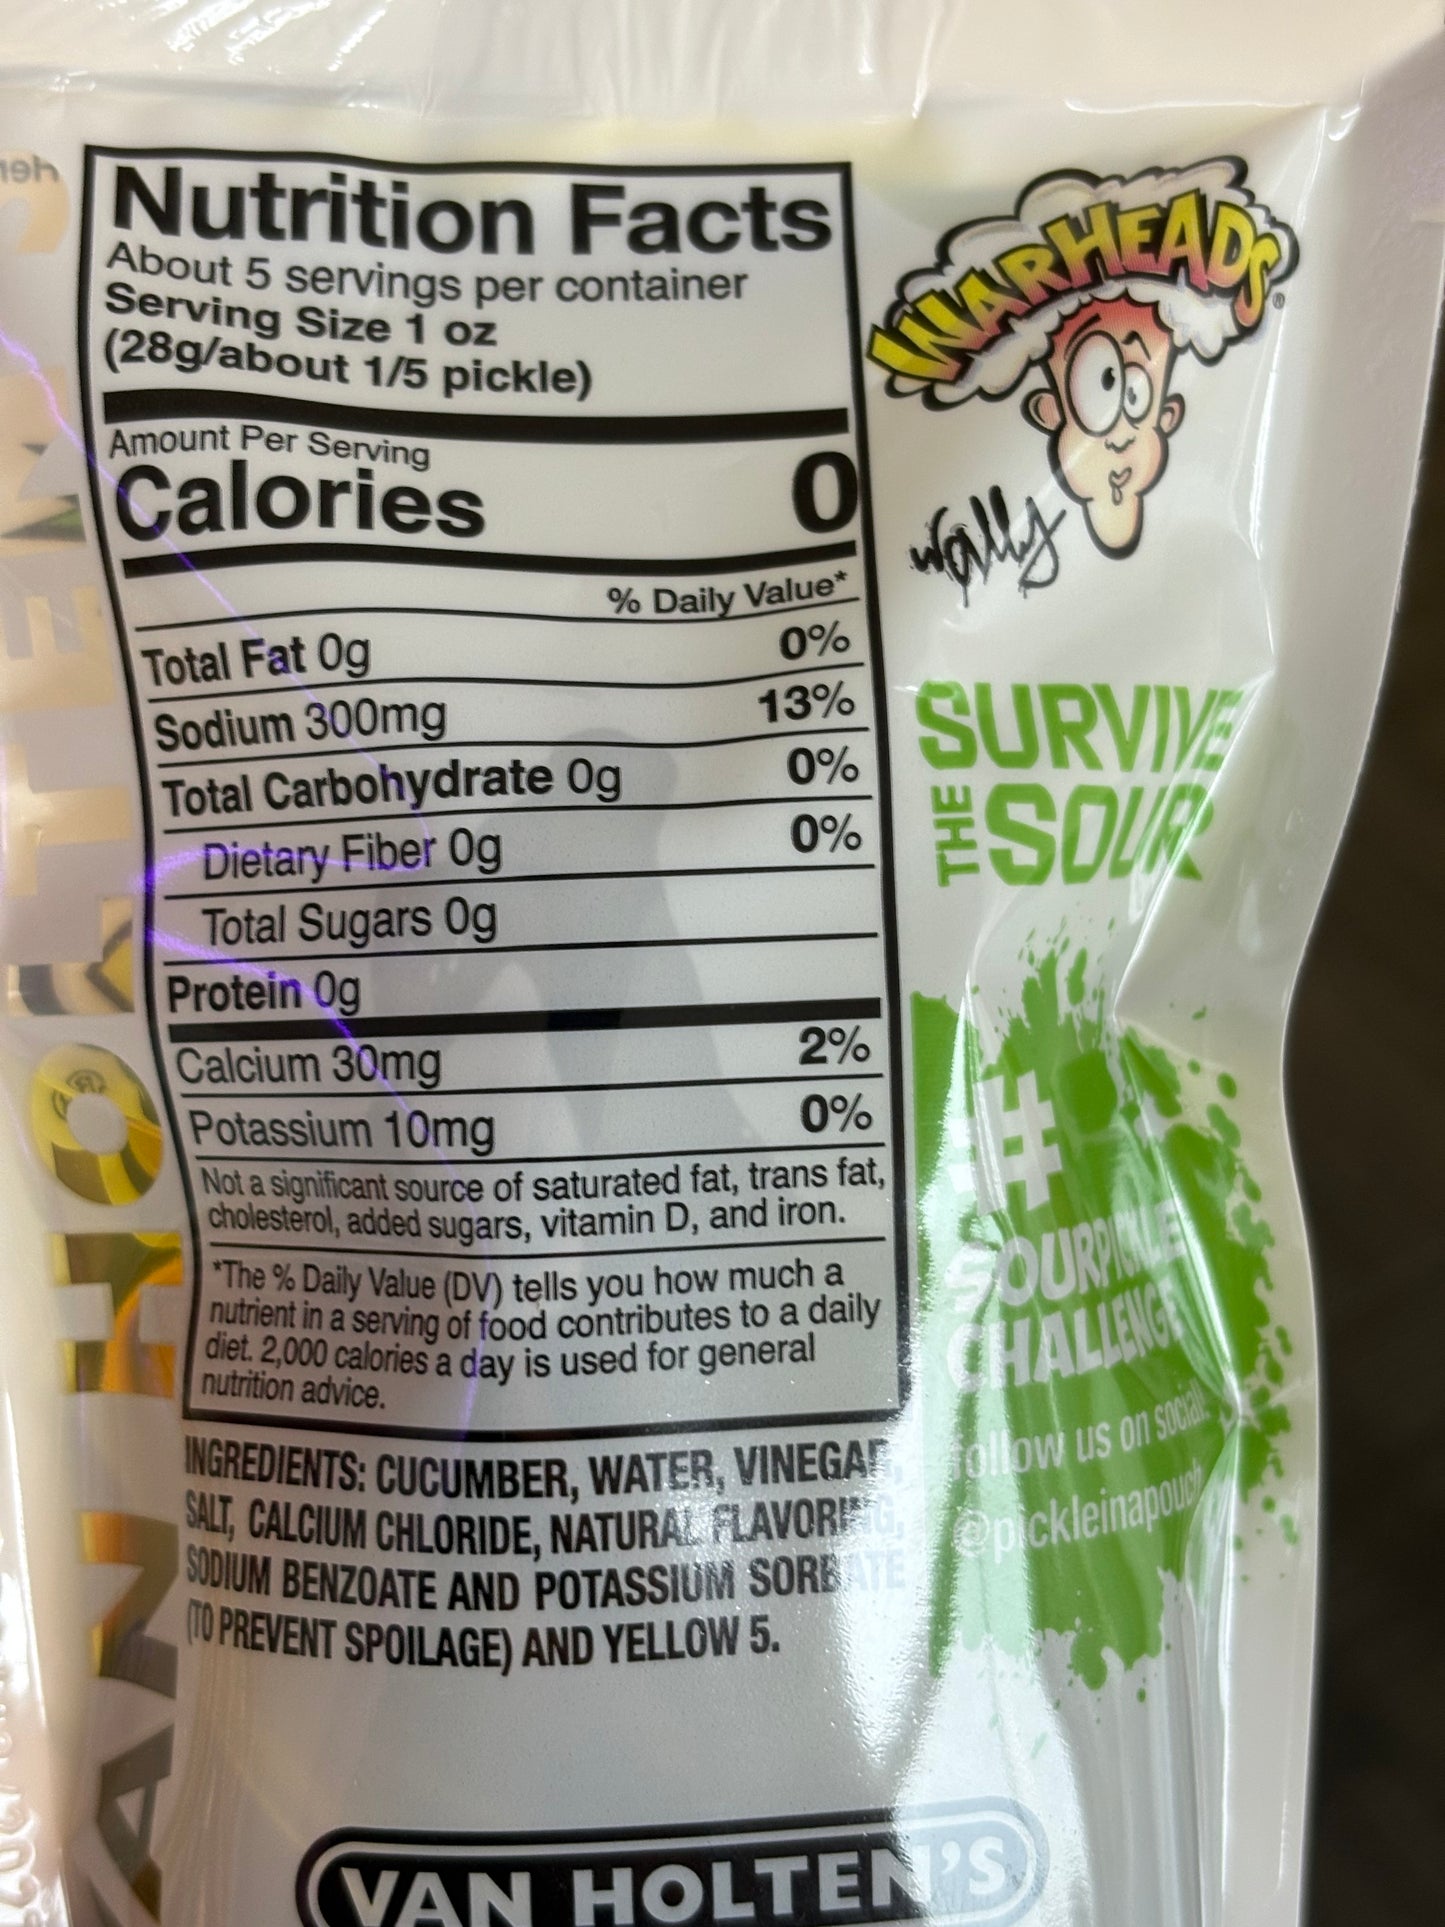 Nutrition Facts
About 5 servings per container
Serving Size 1 oz
(28g/about 1/5 pickle)
Amount Per Serving
Calories 0
% Daily Value*
Total Fat 0g 0%
Sodium 300mg 13%
Total Carbohydrate 0g 0%
Dietary Fiber 0g 0%
Total Sugars 0g
Protein 0g
Calcium 30mg 2%
Potassium 10mg 0%
Not a significant source of saturated fat, trans fat,
cholesterol, added sugars, vitamin D, and iron.
*The % Daily Value (DV) tells you how much a
nutrient in a serving of food contributes to a daily
diet. 2,000 calories a day is used for general
nutrition advice.
INGREDIENTS: CUCUMBER, WATER, VINEGAR,
SALT, CALCIUM CHLORIDE, NATURAL FLAVORING,
SODIUM BENZOATE AND POTASSIUM SORBATE
(TO PREVENT SPOILAGE) AND YELLOW 5.
WARHEADS®
Wally
SURVIVE
THE SOUR
#
SOURPICKLE
CHALLENGE
follow us on social!
@pickleinapouch
VAN HOLTEN'S
VAN HOLTEN'S